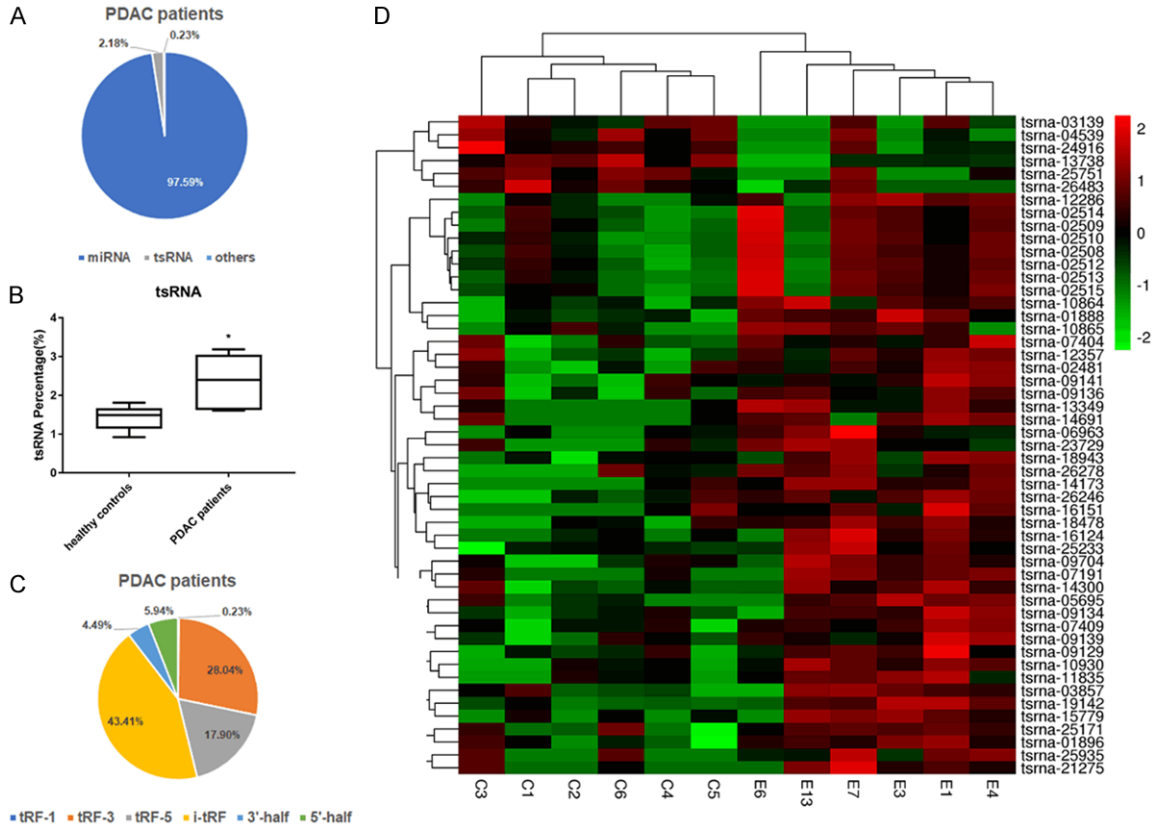 A
PDAC patients
2.18%
0.23%
97.59%
miRNA tsRNA others
B
tsRNA
tsRNA Percentage(%)
4
3
2
1
0
*
healthy controls
PDAC patients
C
PDAC patients
5.94%
0.23%
4.49%
28.04%
43.41%
17.90%
tRF-1 tRF-3 tRF-5 i-tRF 3'-half 5'-half
D
tsrna-03139
tsrna-04539
tsrna-24916
tsrna-13738
tsrna-25751
tsrna-26483
tsrna-12286
tsrna-02514
tsrna-02509
tsrna-02510
tsrna-02508
tsrna-02512
tsrna-02513
tsrna-02515
tsrna-10864
tsrna-01888
tsrna-10865
tsrna-07404
tsrna-12357
tsrna-02481
tsrna-09141
tsrna-09136
tsrna-13349
tsrna-14691
tsrna-06963
tsrna-23729
tsrna-18943
tsrna-26278
tsrna-14173
tsrna-26246
tsrna-16151
tsrna-18478
tsrna-16124
tsrna-25233
tsrna-09704
tsrna-07191
tsrna-14300
tsrna-05695
tsrna-09134
tsrna-07409
tsrna-09139
tsrna-09129
tsrna-10930
tsrna-11835
tsrna-03857
tsrna-19142
tsrna-15779
tsrna-25171
tsrna-01896
tsrna-25935
tsrna-21275
C3 C1 C2 C6 C4 C5 E6 E13 E7 E3 E1 E4
2
1
0
-1
-2